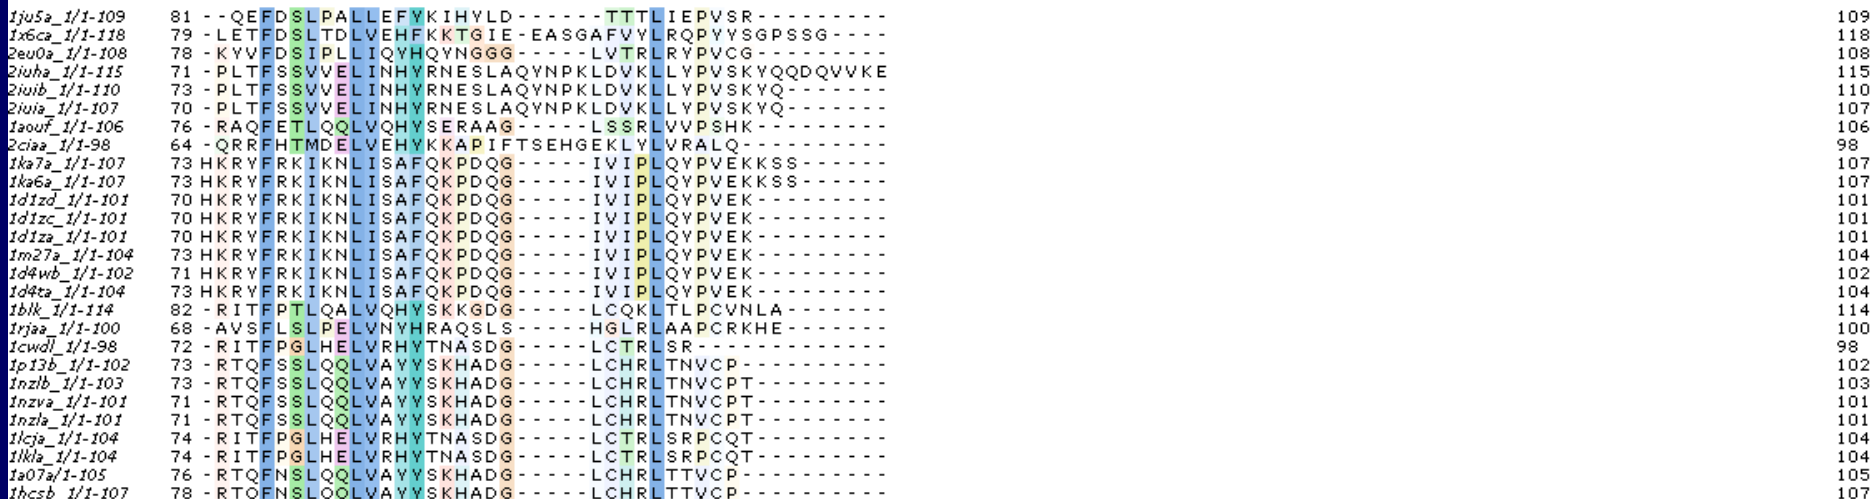 1ju5a_1/1-109 81 --QEFDSLPALLEFYKIHYLD------TTTLIEPVSR--------- 109
1x6ca_1/1-118 79 -LETFDSLTDLVEHFKKTGIE-EASGAFVYLRQPYYSGPSSG---- 118
2eu0a_1/1-108 78 -KYVFDSIPLLIQYHQYNGGG-----LVTRLRYPVCG--------- 108
2iuha_1/1-115 71 -PLTFSSVVELINHYRNESLAQYNPKLDVKLLYPVSKYQQDQVVKE 115
2iuib_1/1-110 73 -PLTFSSVVELINHYRNESLAQYNPKLDVKLLYPVSKYQ------- 110
2iuia_1/1-107 70 -PLTFSSVVELINHYRNESLAQYNPKLDVKLLYPVSKYQ------- 107
1aouf_1/1-106 76 -RAQFETLQQLVQHYSERAAG-----LSSRLVVPSHK--------- 106
2ciaa_1/1-98 64 -QRRFHTMDELVEHYKKAPIFTSEHGEKLYLVRALQ---------- 98
1ka7a_1/1-107 73 HKRYFRKIKNLISAFQKPDQG-----IVIPLQYPVEKKSS------ 107
1ka6a_1/1-107 73 HKRYFRKIKNLISAFQKPDQG-----IVIPLQYPVEKKSS------ 107
1d1zd_1/1-101 70 HKRYFRKIKNLISAFQKPDQG-----IVIPLQYPVEK--------- 101
1d1zc_1/1-101 70 HKRYFRKIKNLISAFQKPDQG-----IVIPLQYPVEK--------- 101
1d1za_1/1-101 70 HKRYFRKIKNLISAFQKPDQG-----IVIPLQYPVEK--------- 101
1m27a_1/1-104 73 HKRYFRKIKNLISAFQKPDQG-----IVIPLQYPVEK--------- 104
1d4wb_1/1-102 71 HKRYFRKIKNLISAFQKPDQG-----IVIPLQYPVEK--------- 102
1d4ta_1/1-104 73 HKRYFRKIKNLISAFQKPDQG-----IVIPLQYPVEK--------- 104
1blk_1/1-114 82 -RITFPTLQALVQHYSKKGDG-----LCQKLTLPCVNLA------- 114
1rjaa_1/1-100 68 -AVSFLSLPELVNYHRAQSLS-----HGLRLAAPCRKHE------- 100
1cwdl_1/1-98 72 -RITFPGLHELVRHYTNASDG-----LCTRLSR------------- 98
1p13b_1/1-102 73 -RTQFSSLQQLVAYYSKHADG-----LCHRLTNVCP---------- 102
1nzlb_1/1-103 73 -RTQFSSLQQLVAYYSKHADG-----LCHRLTNVCPT--------- 103
1nzva_1/1-101 71 -RTQFSSLQQLVAYYSKHADG-----LCHRLTNVCPT--------- 101
1nzla_1/1-101 71 -RTQFSSLQQLVAYYSKHADG-----LCHRLTNVCPT--------- 101
1lcja_1/1-104 74 -RITFPGLHELVRHYTNASDG-----LCTRLSRPCQT--------- 104
1lkla_1/1-104 74 -RITFPGLHELVRHYTNASDG-----LCTRLSRPCQT--------- 104
1a07a/1-105 76 -RTQFNSLQQLVAYYSKHADG-----LCHRLTTVCP---------- 105
1hcsb_1/1-107 78 -RTQFNSLQQLVAYYSKHADG-----LCHRLTTVCP---------- 107